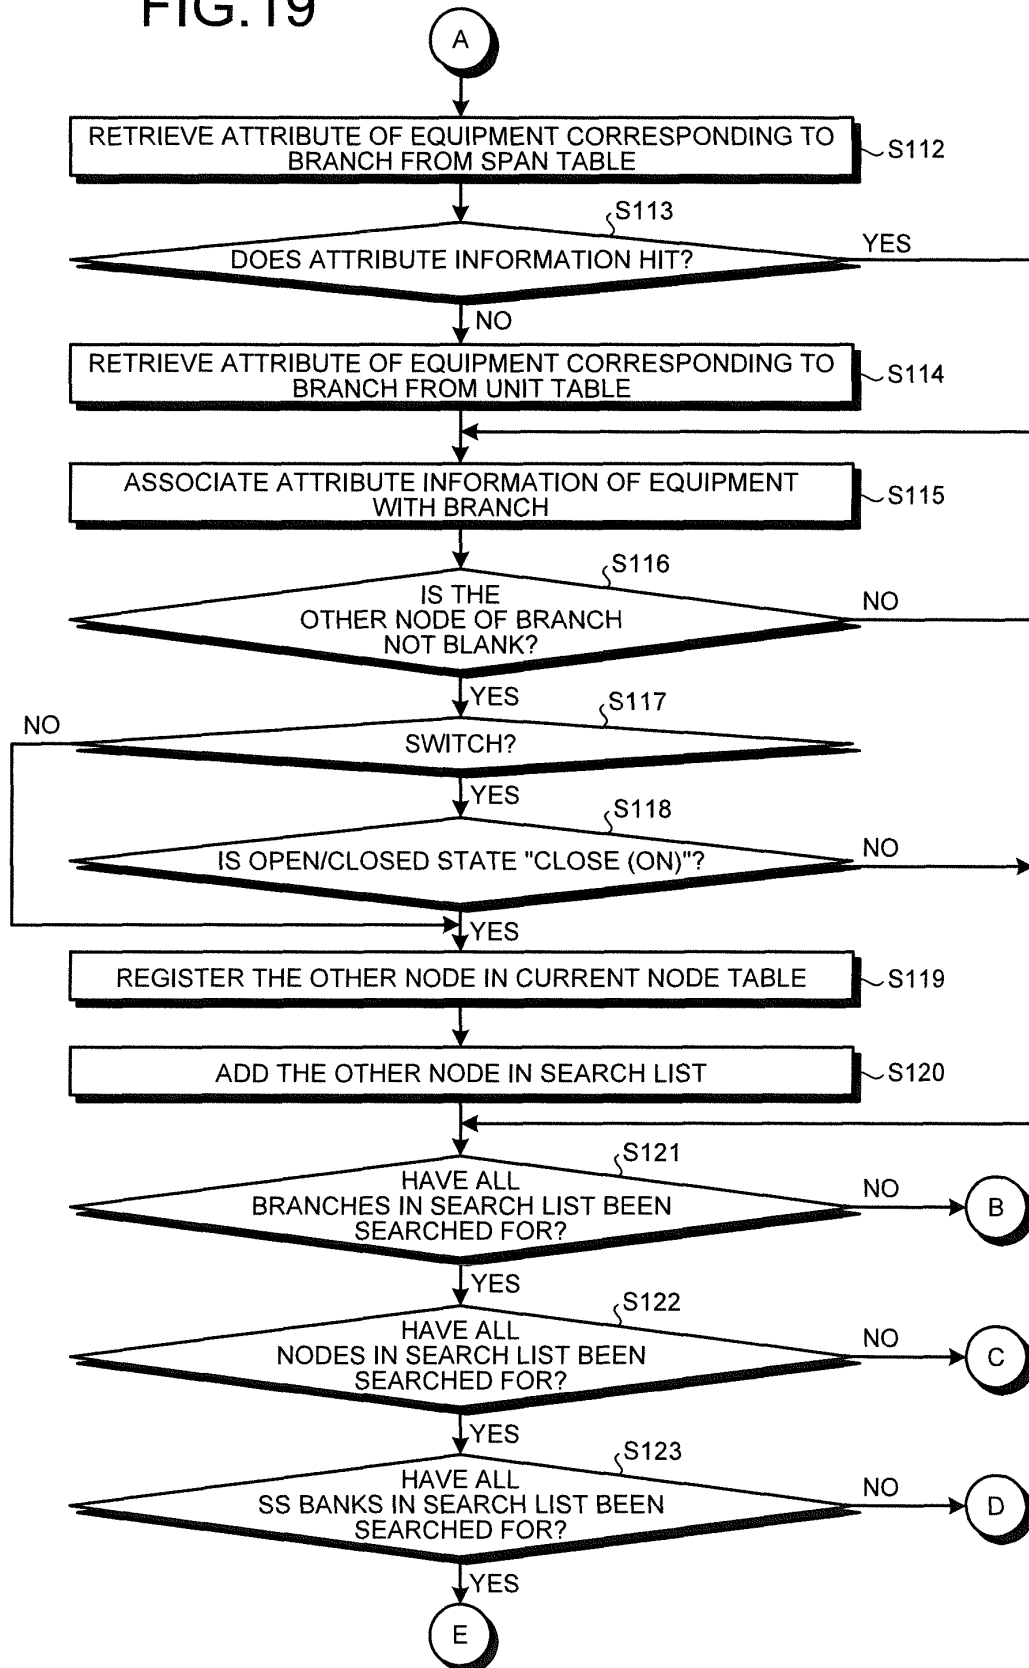 FIG.19
A
RETRIEVE ATTRIBUTE OF EQUIPMENT CORRESPONDING TO
BRANCH FROM SPAN TABLE
S112
S113
DOES ATTRIBUTE INFORMATION HIT?
YES
NO
RETRIEVE ATTRIBUTE OF EQUIPMENT CORRESPONDING TO
BRANCH FROM UNIT TABLE
S114
ASSOCIATE ATTRIBUTE INFORMATION OF EQUIPMENT
WITH BRANCH
S115
S116
IS THE
OTHER NODE OF BRANCH
NOT BLANK?
NO
YES
S117
NO
SWITCH?
YES
S118
IS OPEN/CLOSED STATE "CLOSE (ON)"?
NO
YES
REGISTER THE OTHER NODE IN CURRENT NODE TABLE
S119
ADD THE OTHER NODE IN SEARCH LIST
S120
S121
HAVE ALL
BRANCHES IN SEARCH LIST BEEN
SEARCHED FOR?
NO
B
YES
S122
HAVE ALL
NODES IN SEARCH LIST BEEN
SEARCHED FOR?
NO
C
YES
S123
HAVE ALL
SS BANKS IN SEARCH LIST BEEN
SEARCHED FOR?
NO
D
YES
E